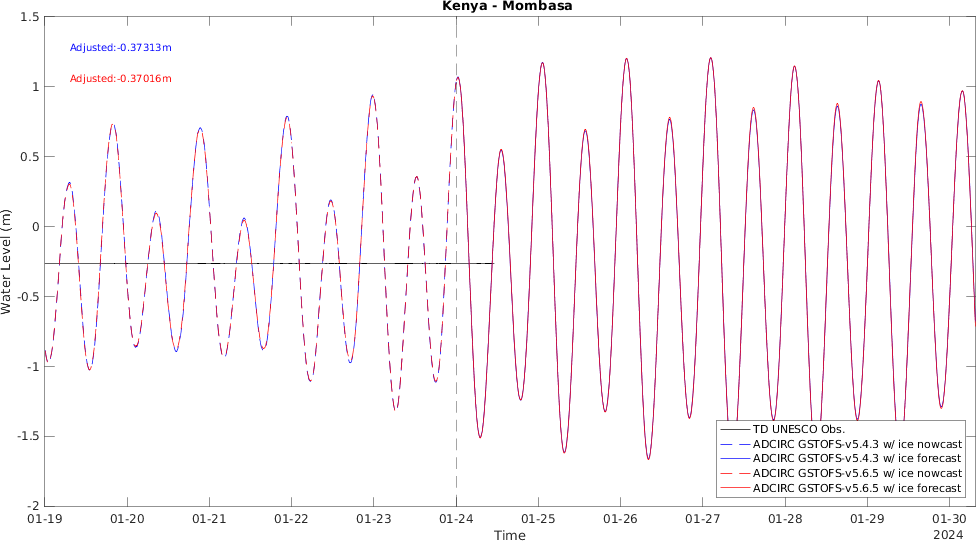 Kenya - Mombasa
Adjusted:-0.37313m
Adjusted:-0.37016m
1.5
1
0.5
0
-0.5
-1
-1.5
-2
Water Level (m)
TD UNESCO Obs.
ADCIRC GSTOFS-v5.4.3 w/ ice nowcast
ADCIRC GSTOFS-v5.4.3 w/ ice forecast
ADCIRC GSTOFS-v5.6.5 w/ ice nowcast
ADCIRC GSTOFS-v5.6.5 w/ ice forecast
01-19 01-20 01-21 01-22 01-23 01-24 01-25 01-26 01-27 01-28 01-29 01-30
Time
2024